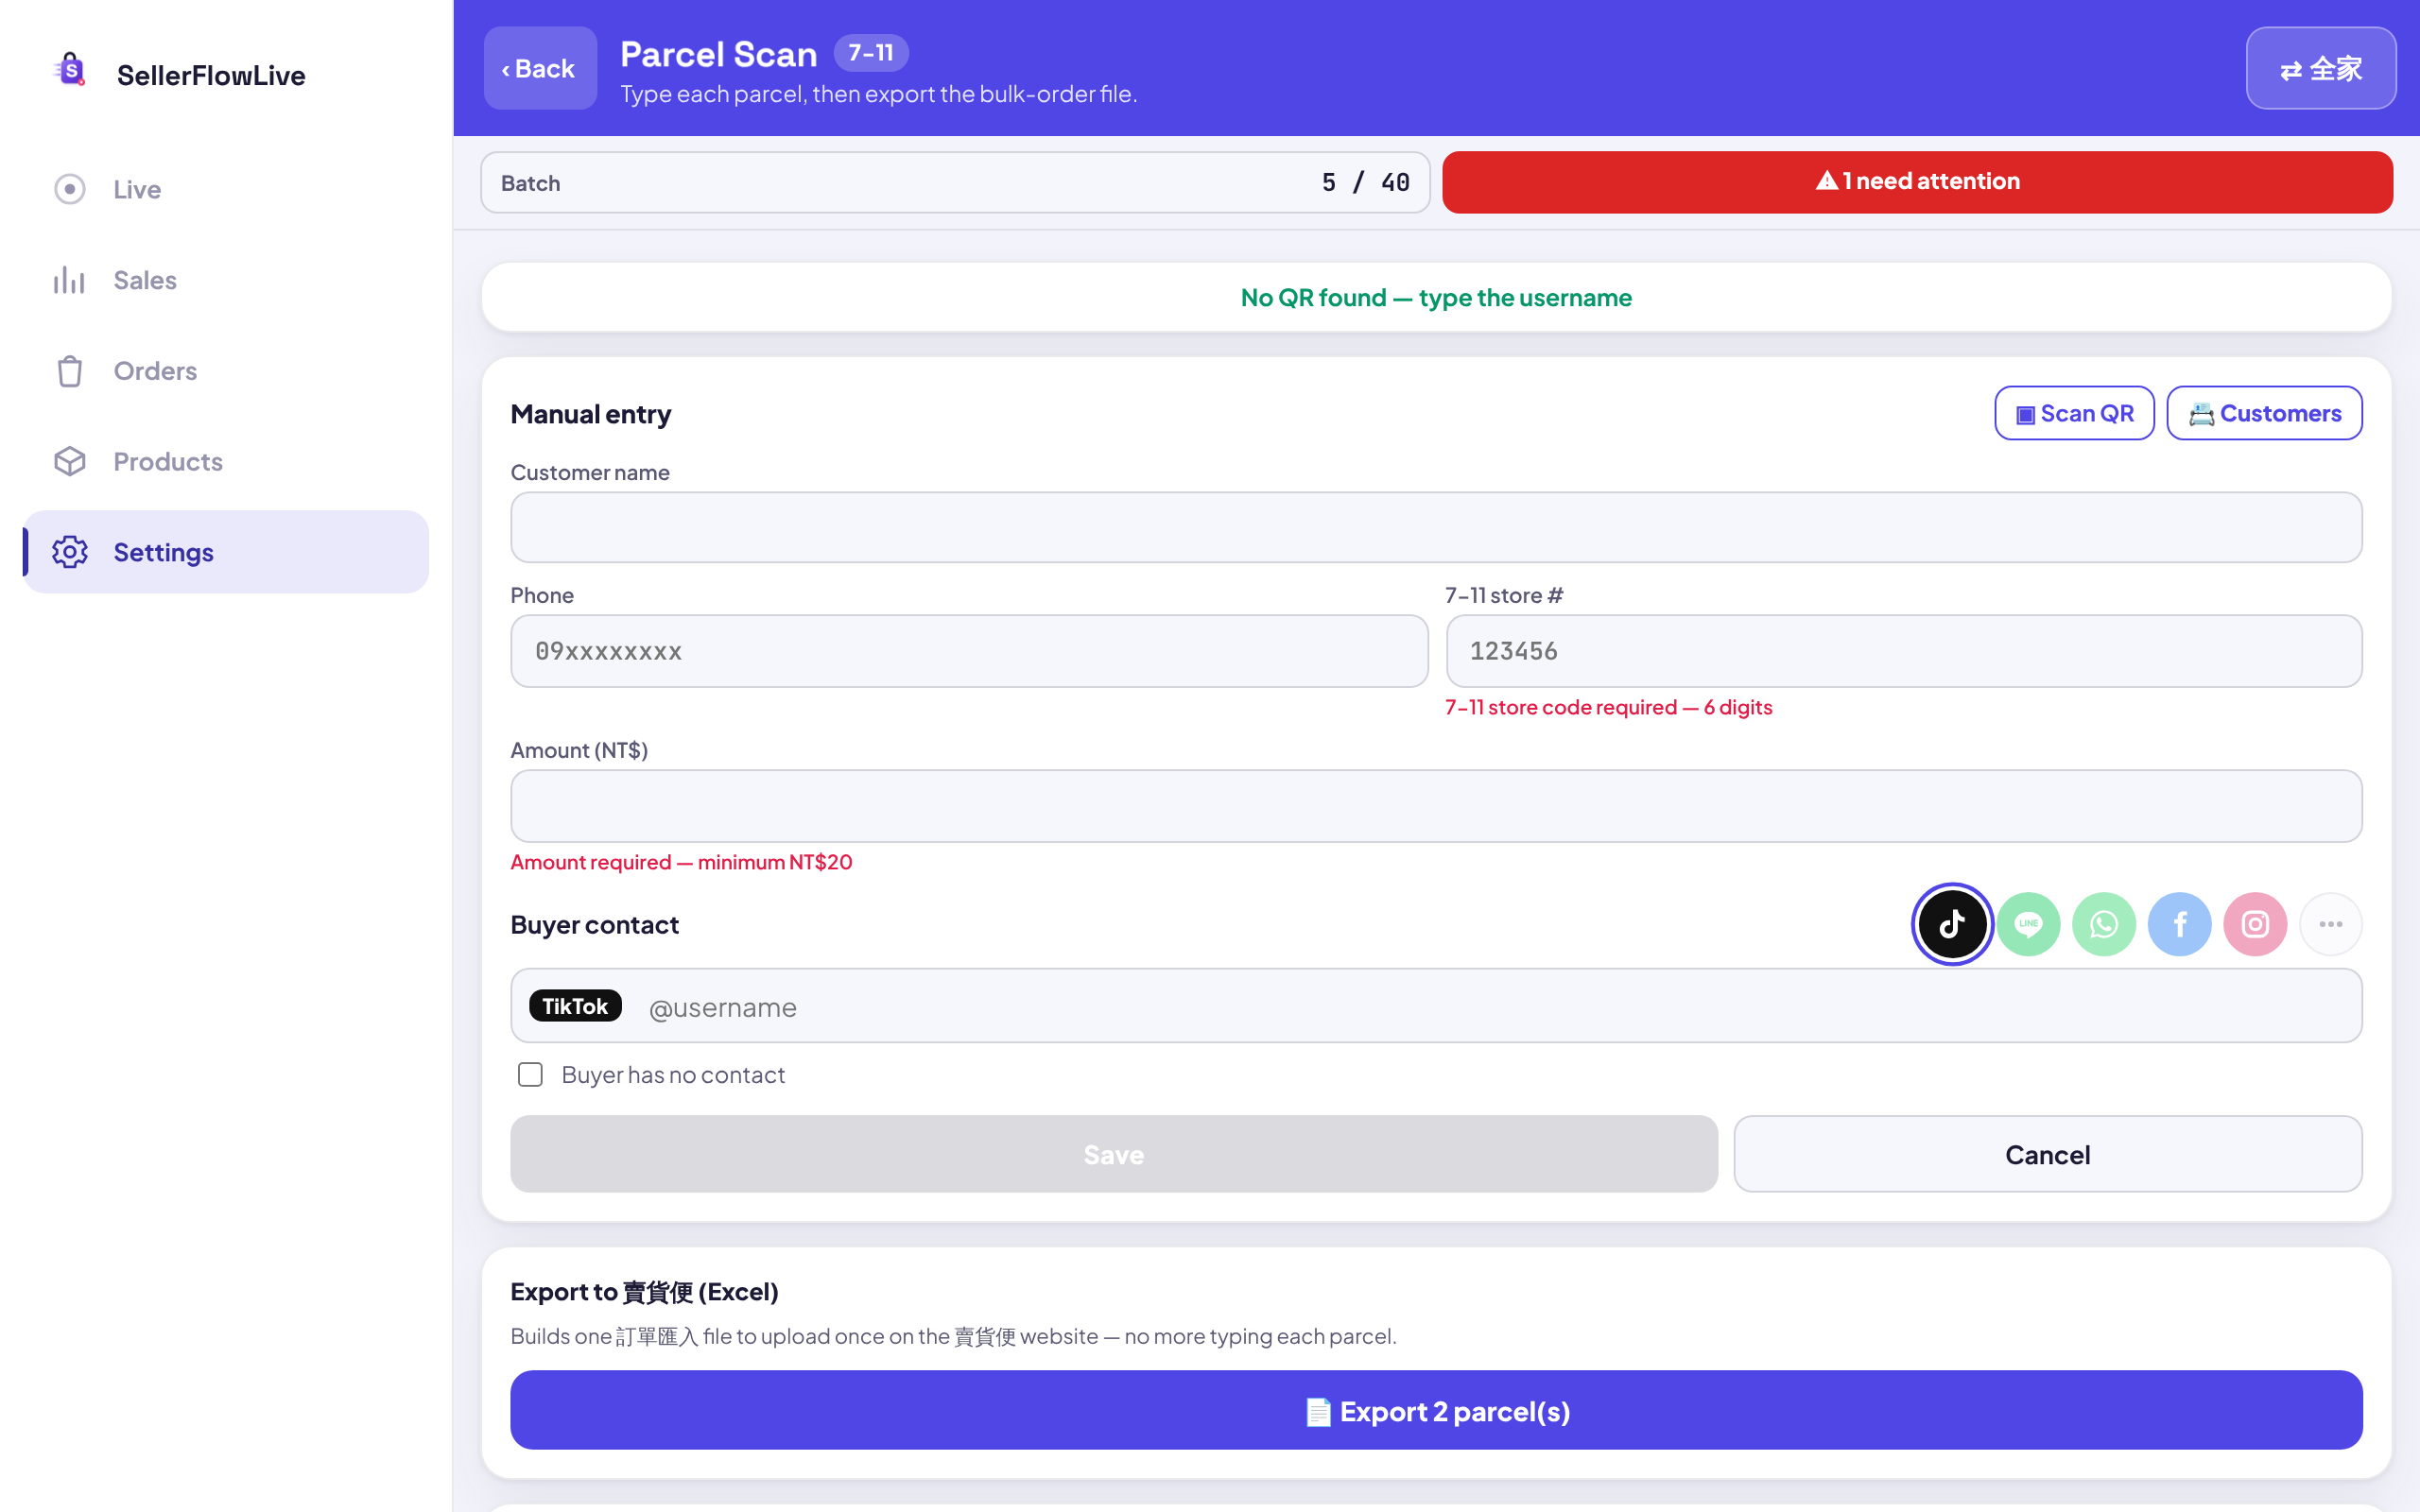 SellerFlowLive
Live
Sales
Orders
Products
Settings
‹ Back
Parcel Scan
7-11
Type each parcel, then export the bulk-order file.
⇄ 全家
Batch
5 / 40
⚠ 1 need attention
No QR found — type the username
Manual entry
▣ Scan QR
📇 Customers
Customer name
Phone
7-11 store #
09xxxxxxxx
123456
7-11 store code required — 6 digits
Amount (NT$)
Amount required — minimum NT$20
Buyer contact
LINE
TikTok
@username
Buyer has no contact
Save
Cancel
Export to 賣貨便 (Excel)
Builds one 訂單匯入 file to upload once on the 賣貨便 website — no more typing each parcel.
📄 Export 2 parcel(s)